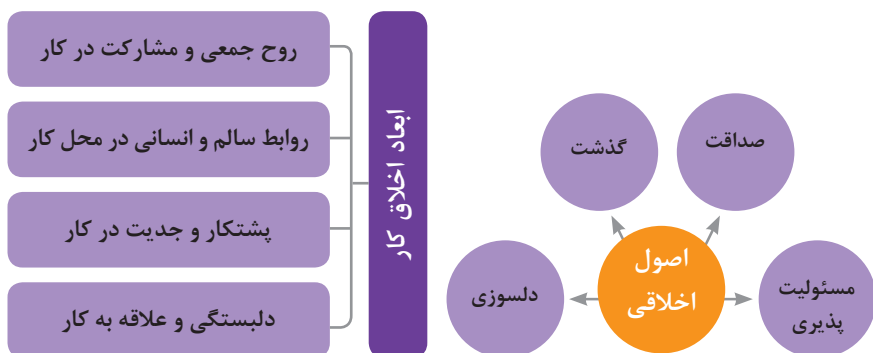 صداقت
گذشت
مسئولیت
پذیری
اصول
اخلاقی
دلسوزی
ابعاد اخلاق کار
روح جمعی و مشارکت در کار
روابط سالم و انسانی در محل کار
پشتکار و جدیت در کار
دلبستگی و علاقه به کار